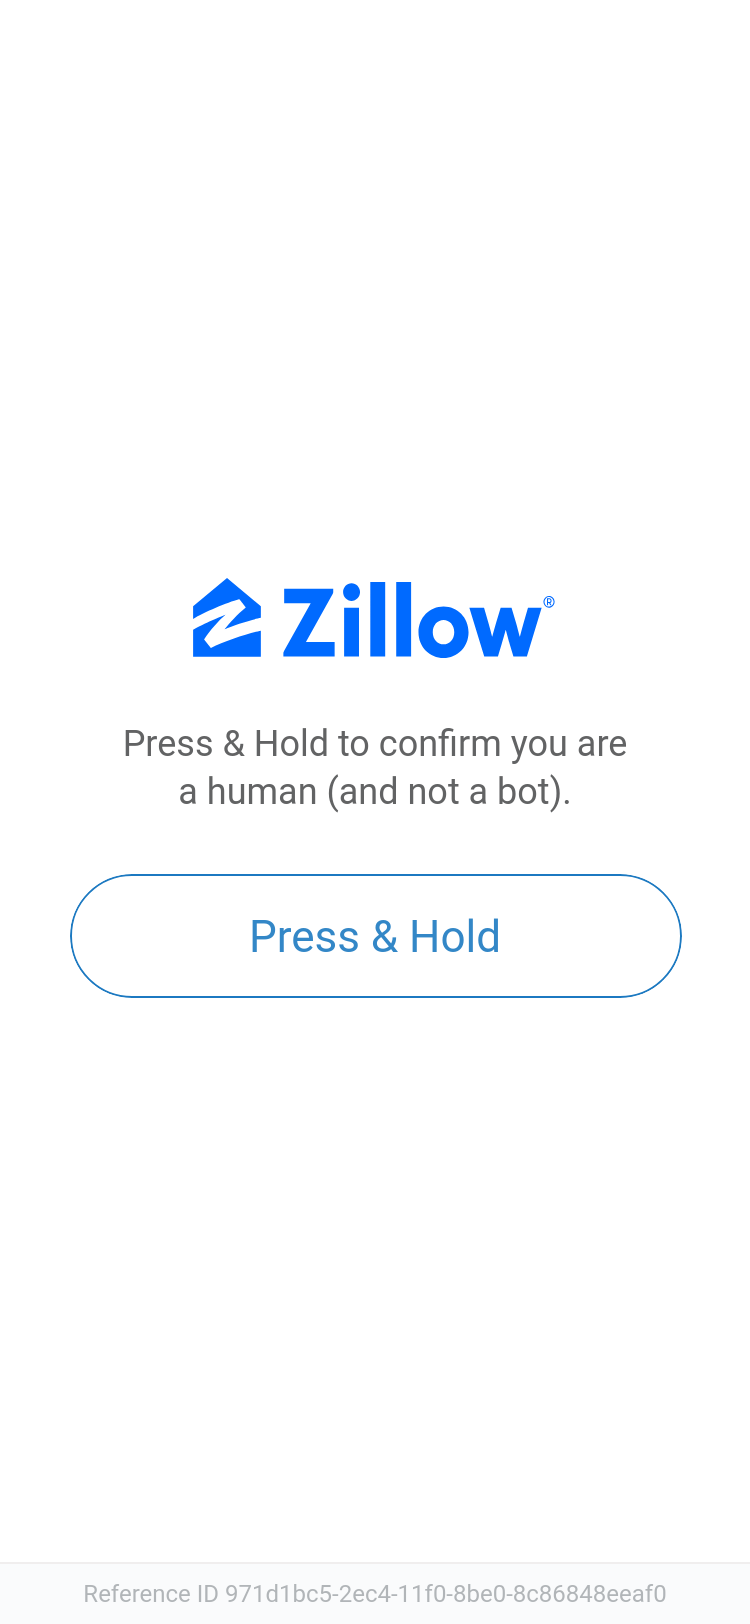 Zillow®
Press & Hold to confirm you are
a human (and not a bot).
Press & Hold
Reference ID 971d1bc5-2ec4-11f0-8be0-8c86848eeaf0